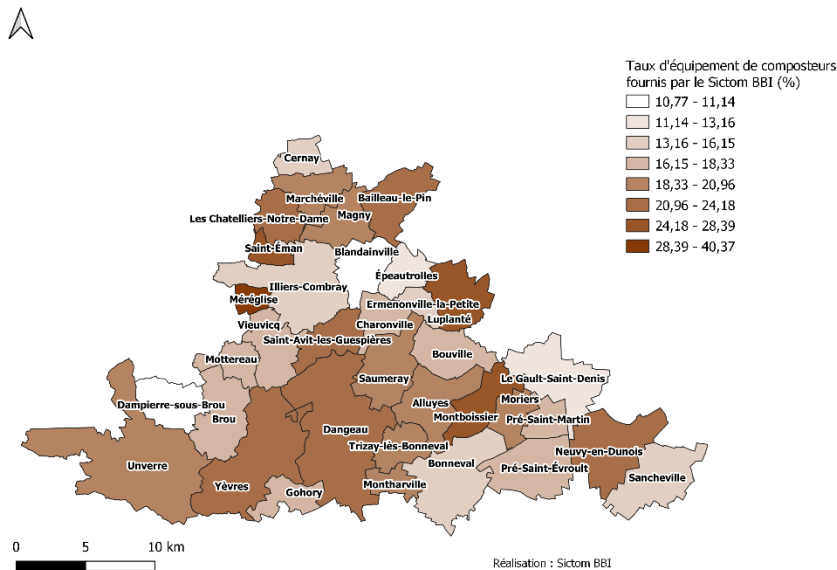 Taux d'équipement de composteurs
fournis par le Sictom BBI (%)
10,77 - 11,14
11,14 - 13,16
13,16 - 16,15
16,15 - 18,33
18,33 - 20,96
20,96 - 24,18
24,18 - 28,39
28,39 - 40,37
Cernay
Marchéville
Bailleau-le-Pin
Les Chatelliers-Notre-Dame
Magny
Saint-Éman
Blandainville
Épeautrolles
Illiers-Combray
Méréglise
Ermenonville-la-Petite
Luplanté
Vieuvicq
Charonville
Saint-Avit-les-Guespières
Bouville
Mottereau
Saumeray
Le Gault-Saint-Denis
Dampierre-sous-Brou
Brou
Alluyes
Moriers
Montboissier
Pré-Saint-Martin
Dangeau
Trizay-lès-Bonneval
Neuvy-en-Dunois
Unverre
Bonneval
Pré-Saint-Évroult
Sancheville
Yèvres
Gohory
Montharville
0 5 10 km
Réalisation : Sictom BBI